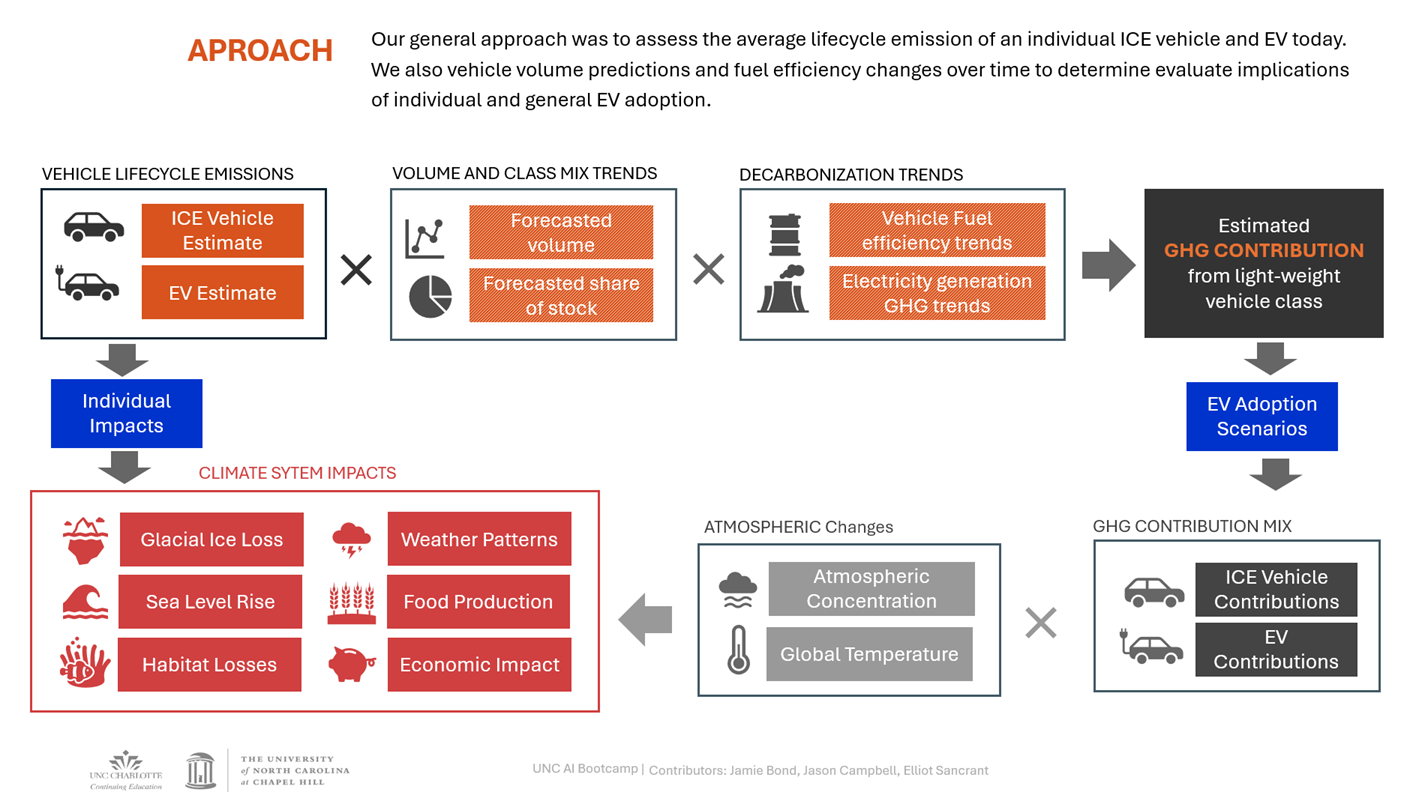 APROACH
Our general approach was to assess the average lifecycle emission of an individual ICE vehicle and EV today.
We also vehicle volume predictions and fuel efficiency changes over time to determine evaluate implications
of individual and general EV adoption.
VEHICLE LIFECYCLE EMISSIONS
ICE Vehicle
Estimate
EV Estimate
VOLUME AND CLASS MIX TRENDS
Forecasted
volume
Forecasted share
of stock
DECARBONIZATION TRENDS
Vehicle Fuel
efficiency trends
Electricity generation
GHG trends
Estimated
GHG CONTRIBUTION
from light-weight
vehicle class
Individual
Impacts
EV Adoption
Scenarios
CLIMATE SYTEM IMPACTS
Glacial Ice Loss
Weather Patterns
Sea Level Rise
Food Production
Habitat Losses
Economic Impact
ATMOSPHERIC Changes
Atmospheric
Concentration
Global Temperature
GHG CONTRIBUTION MIX
ICE Vehicle
Contributions
EV
Contributions
UNC CHARLOTTE
Continuing Education
THE UNIVERSITY
of NORTH CAROLINA
at CHAPEL HILL
UNC AI Bootcamp | Contributors: Jamie Bond, Jason Campbell, Elliot Sancrant